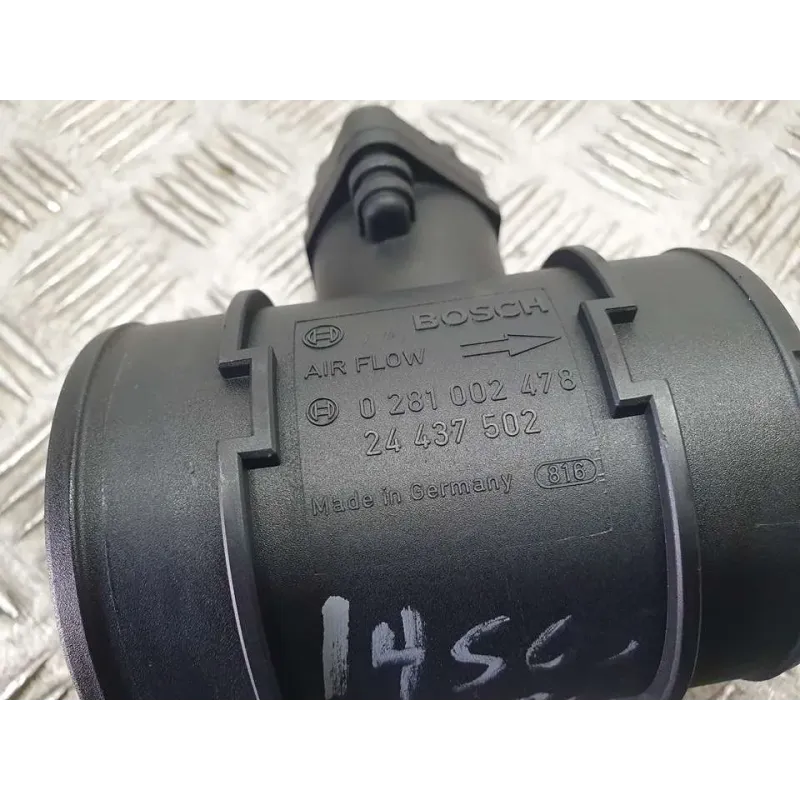 BOSCH
AIR FLOW
0 281 002 478
24 437 502
Made in Germany 816